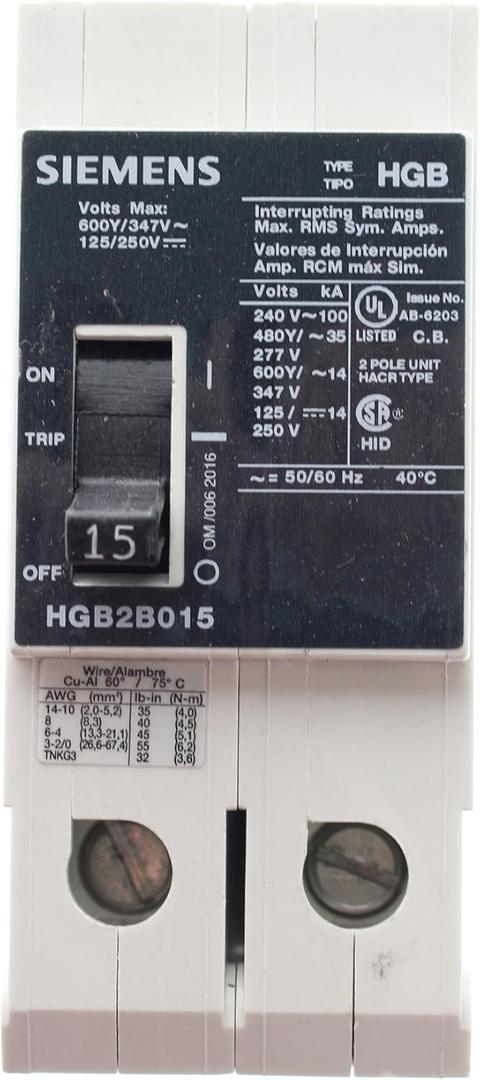 SIEMENS
TYPE
TIPO
HGB
Volts Max:
600Y/347V~
125/250V⎓
Interrupting Ratings
Max. RMS Sym. Amps.
Valores de Interrupción
Amp. RCM máx Sim.
Volts kA
240 V~100
480Y/ ~35
277 V
600Y/ ~14
347 V
125/ ⎓14
250 V
UL
LISTED
Issue No.
AB-6203
C.B.
2 POLE UNIT
HACR TYPE
SA ®
HID
~= 50/60 Hz 40°C
ON
TRIP
OFF
I
O
15
OM /006 2016
HGB2B015
Wire/Alambre
Cu-Al 60° / 75° C
AWG (mm²) lb-in (N-m)
14-10 (2,0-5,2) 35 (4,0)
8 (8,3) 40 (4,5)
6-4 (13,3-21,1) 45 (5,1)
3-2/0 (26,6-67,4) 55 (6,2)
TNKG3 32 (3,6)